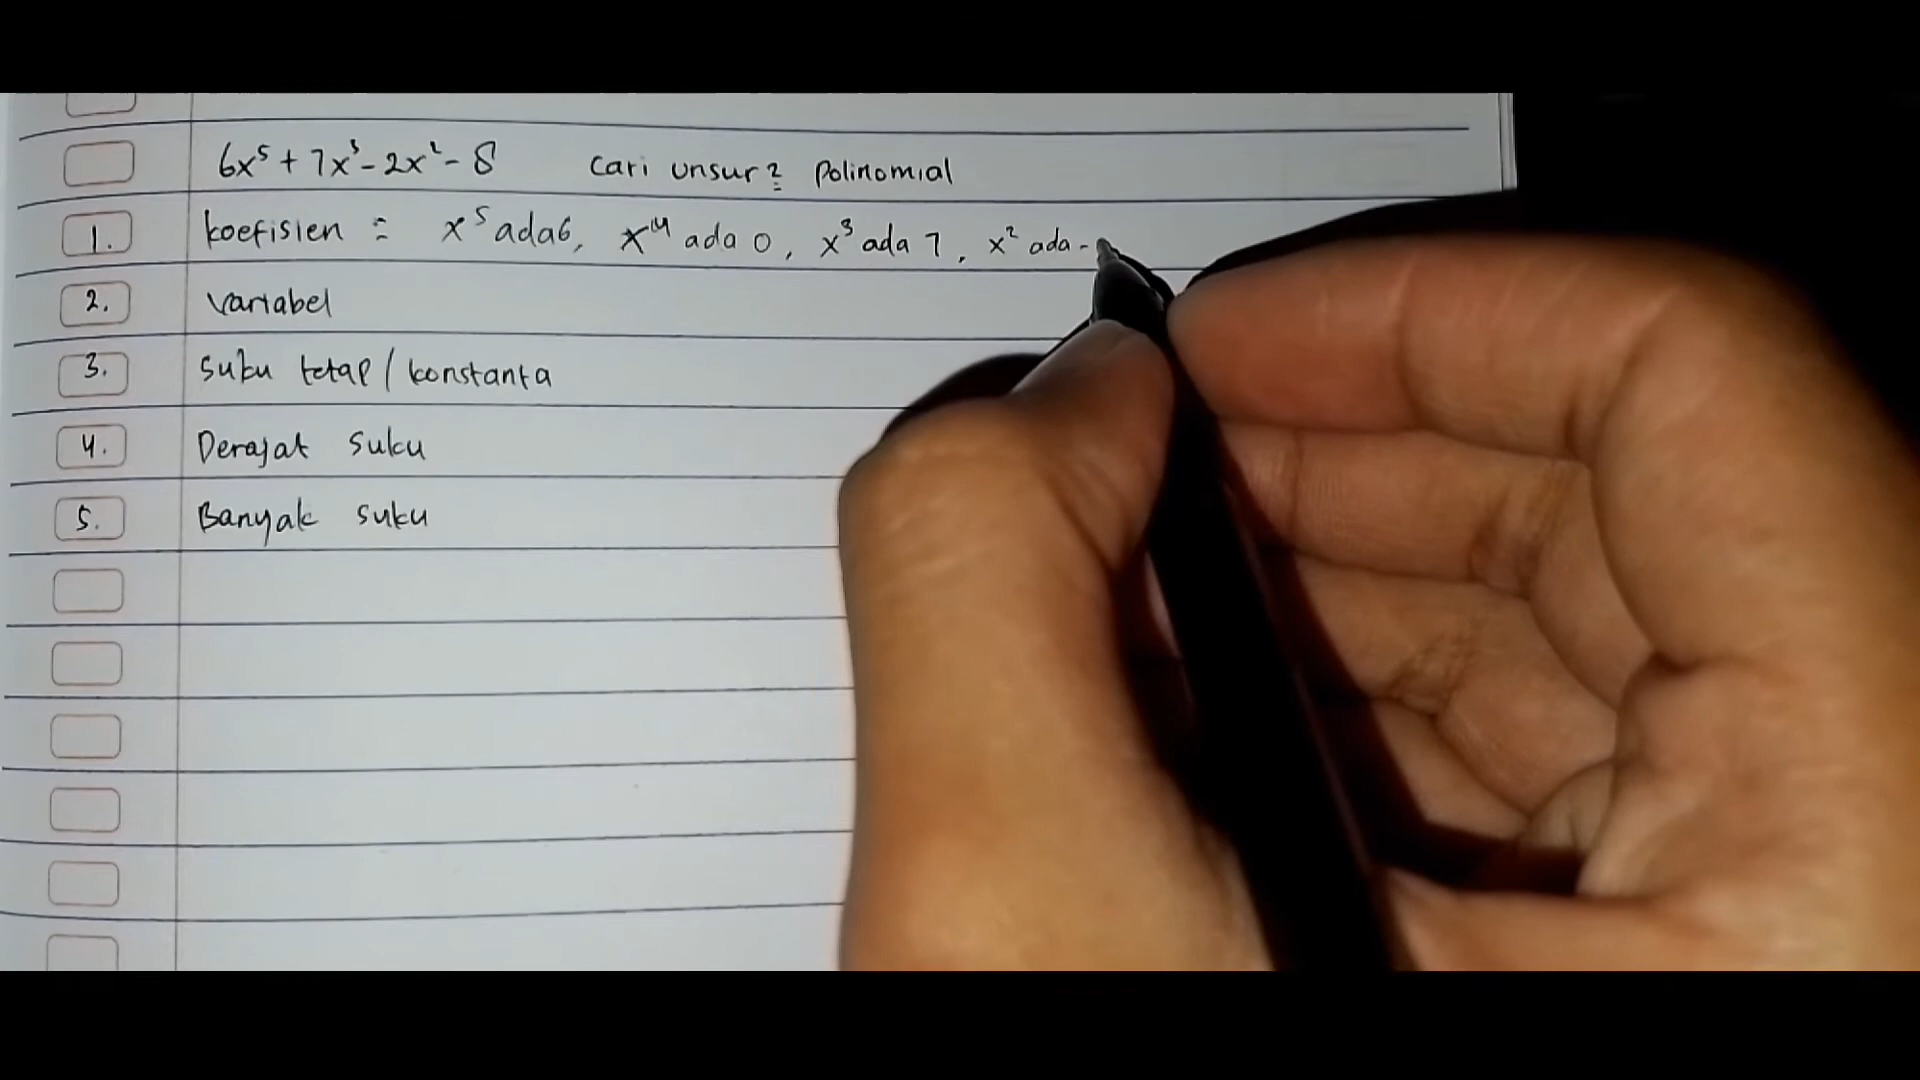 6x⁵ + 7x³ - 2x² - 8 Cari unsur² Polinomial
1. koefisien = x⁵ ada 6, x⁴ ada 0, x³ ada 7, x² ada -
2. Variabel
3. Suku tetap / konstanta
4. Derajat suku
5. Banyak suku